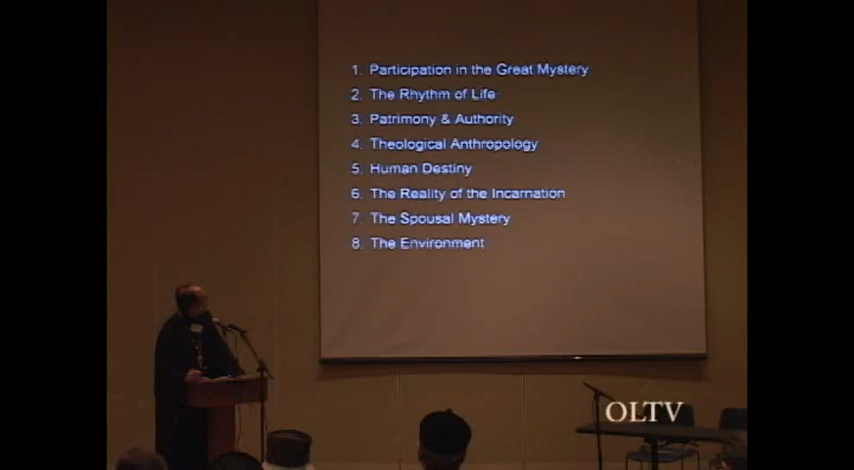 1. Participation in the Great Mystery
2. The Rhythm of Life
3. Patrimony & Authority
4. Theological Anthropology
5. Human Destiny
6. The Reality of the Incarnation
7. The Spousal Mystery
8. The Environment
OLTV